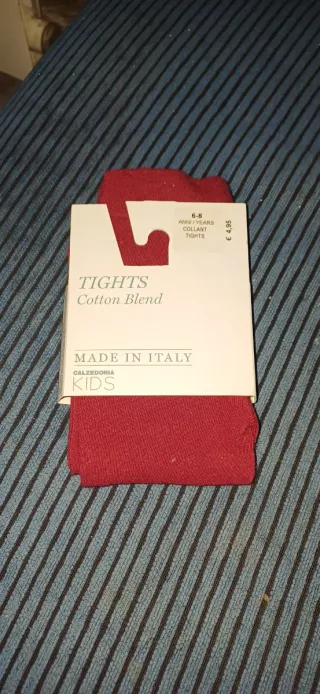 6-8
ANNI / YEARS
COLLANT
TIGHTS
€ 4,95
TIGHTS
Cotton Blend
MADE IN ITALY
CALZEDONIA
KIDS